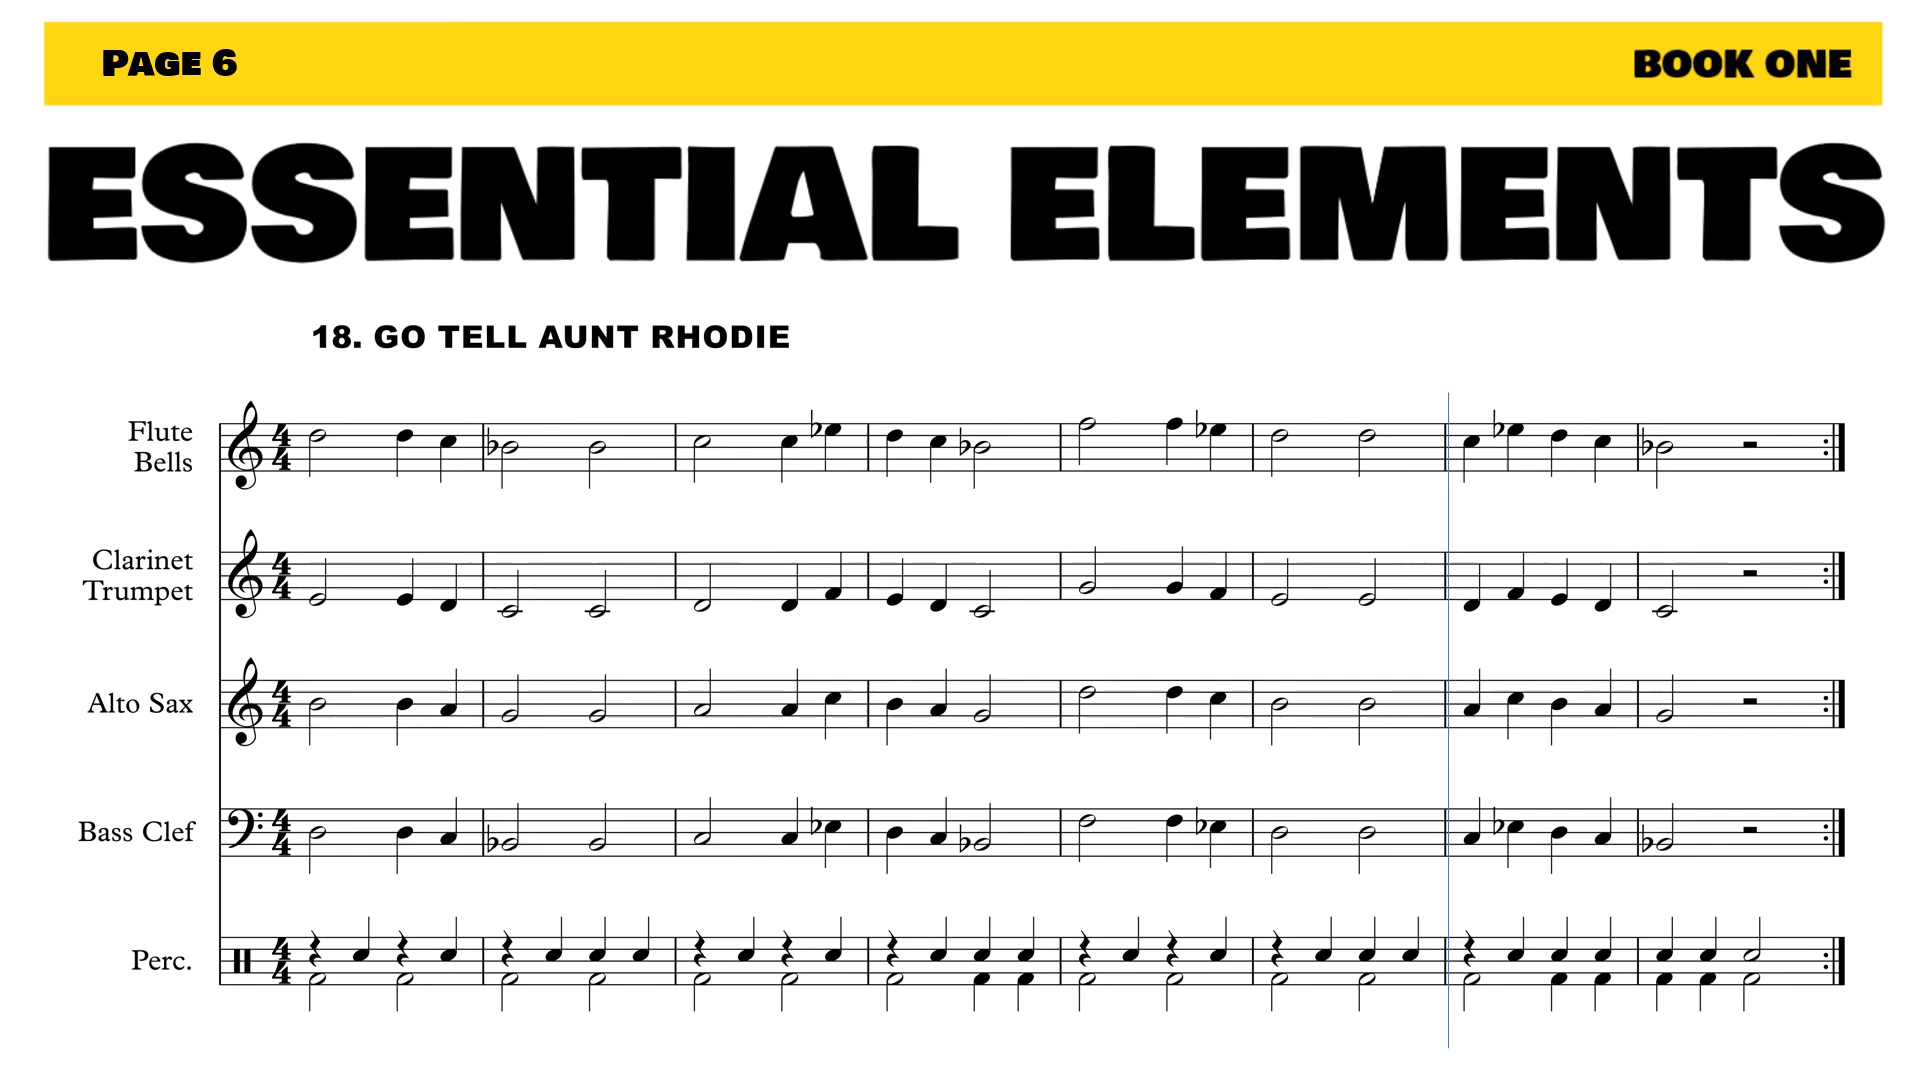 PAGE 6
BOOK ONE
ESSENTIAL ELEMENTS
18. GO TELL AUNT RHODIE
Flute
Bells
Clarinet
Trumpet
Alto Sax
Bass Clef
Perc.